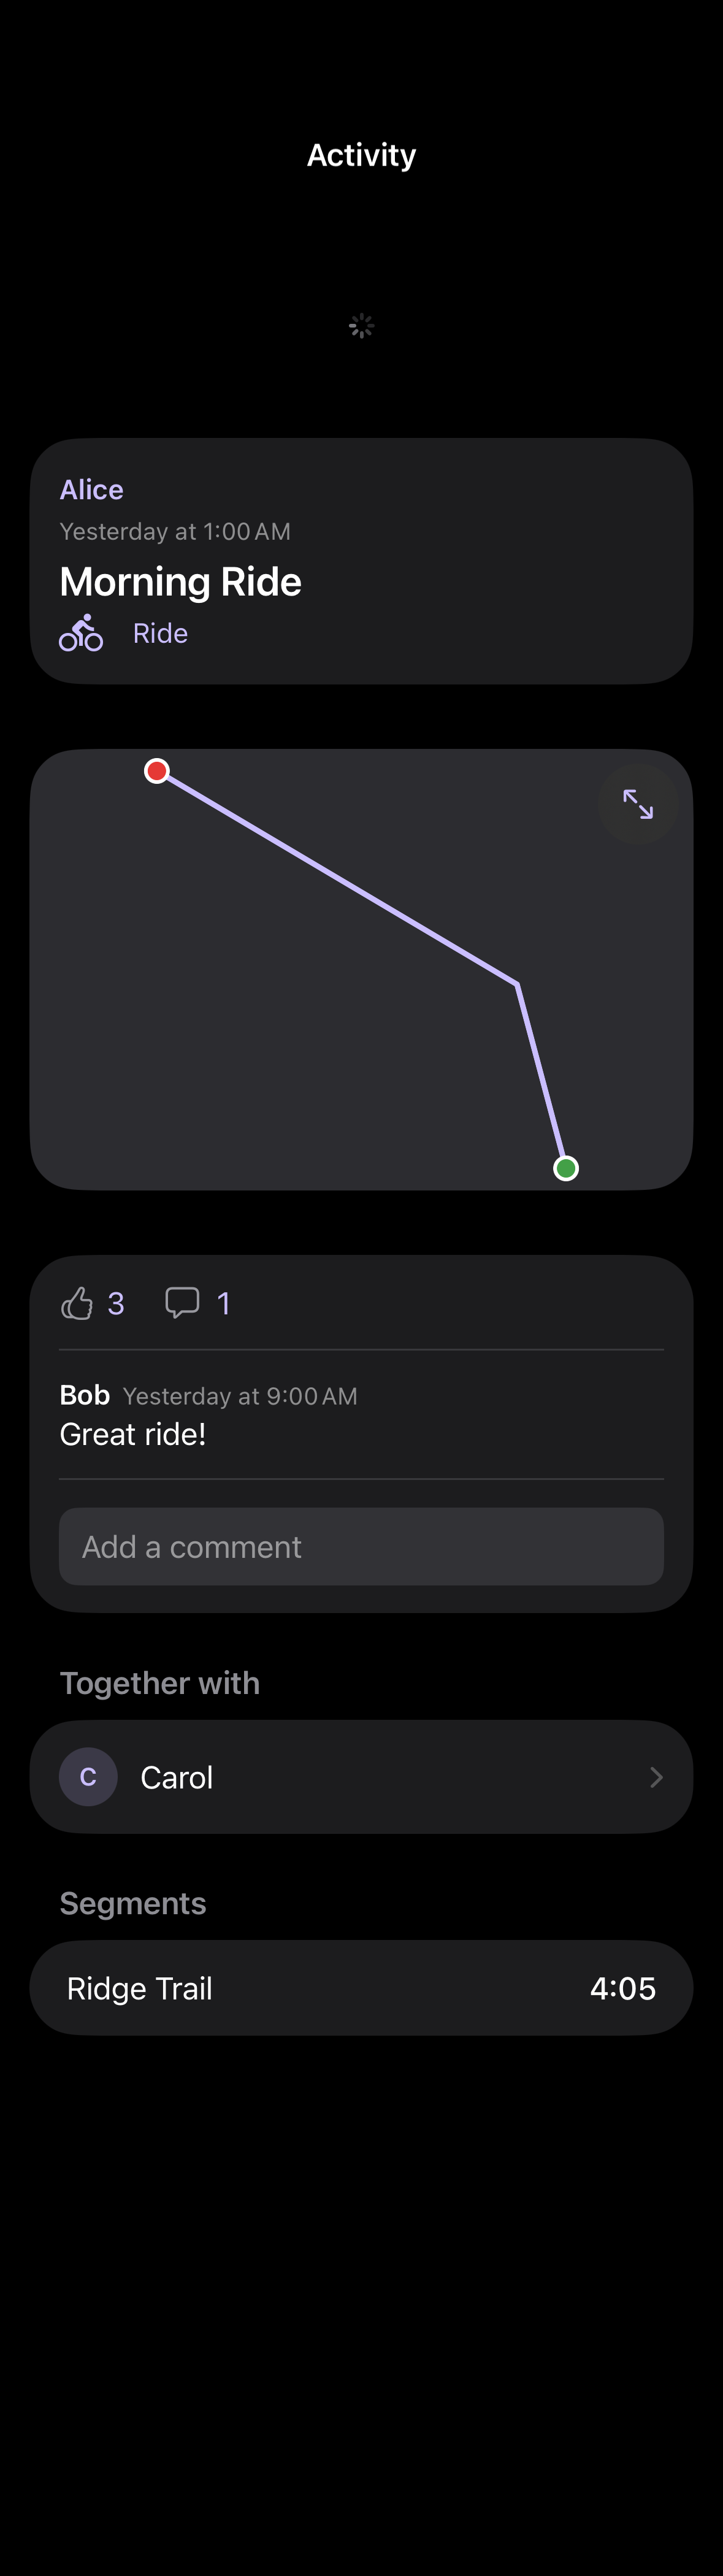 Activity
Alice
Yesterday at 1:00 AM
Morning Ride
Ride
3 1
Bob Yesterday at 9:00 AM
Great ride!
Add a comment
Together with
C Carol
Segments
Ridge Trail 4:05